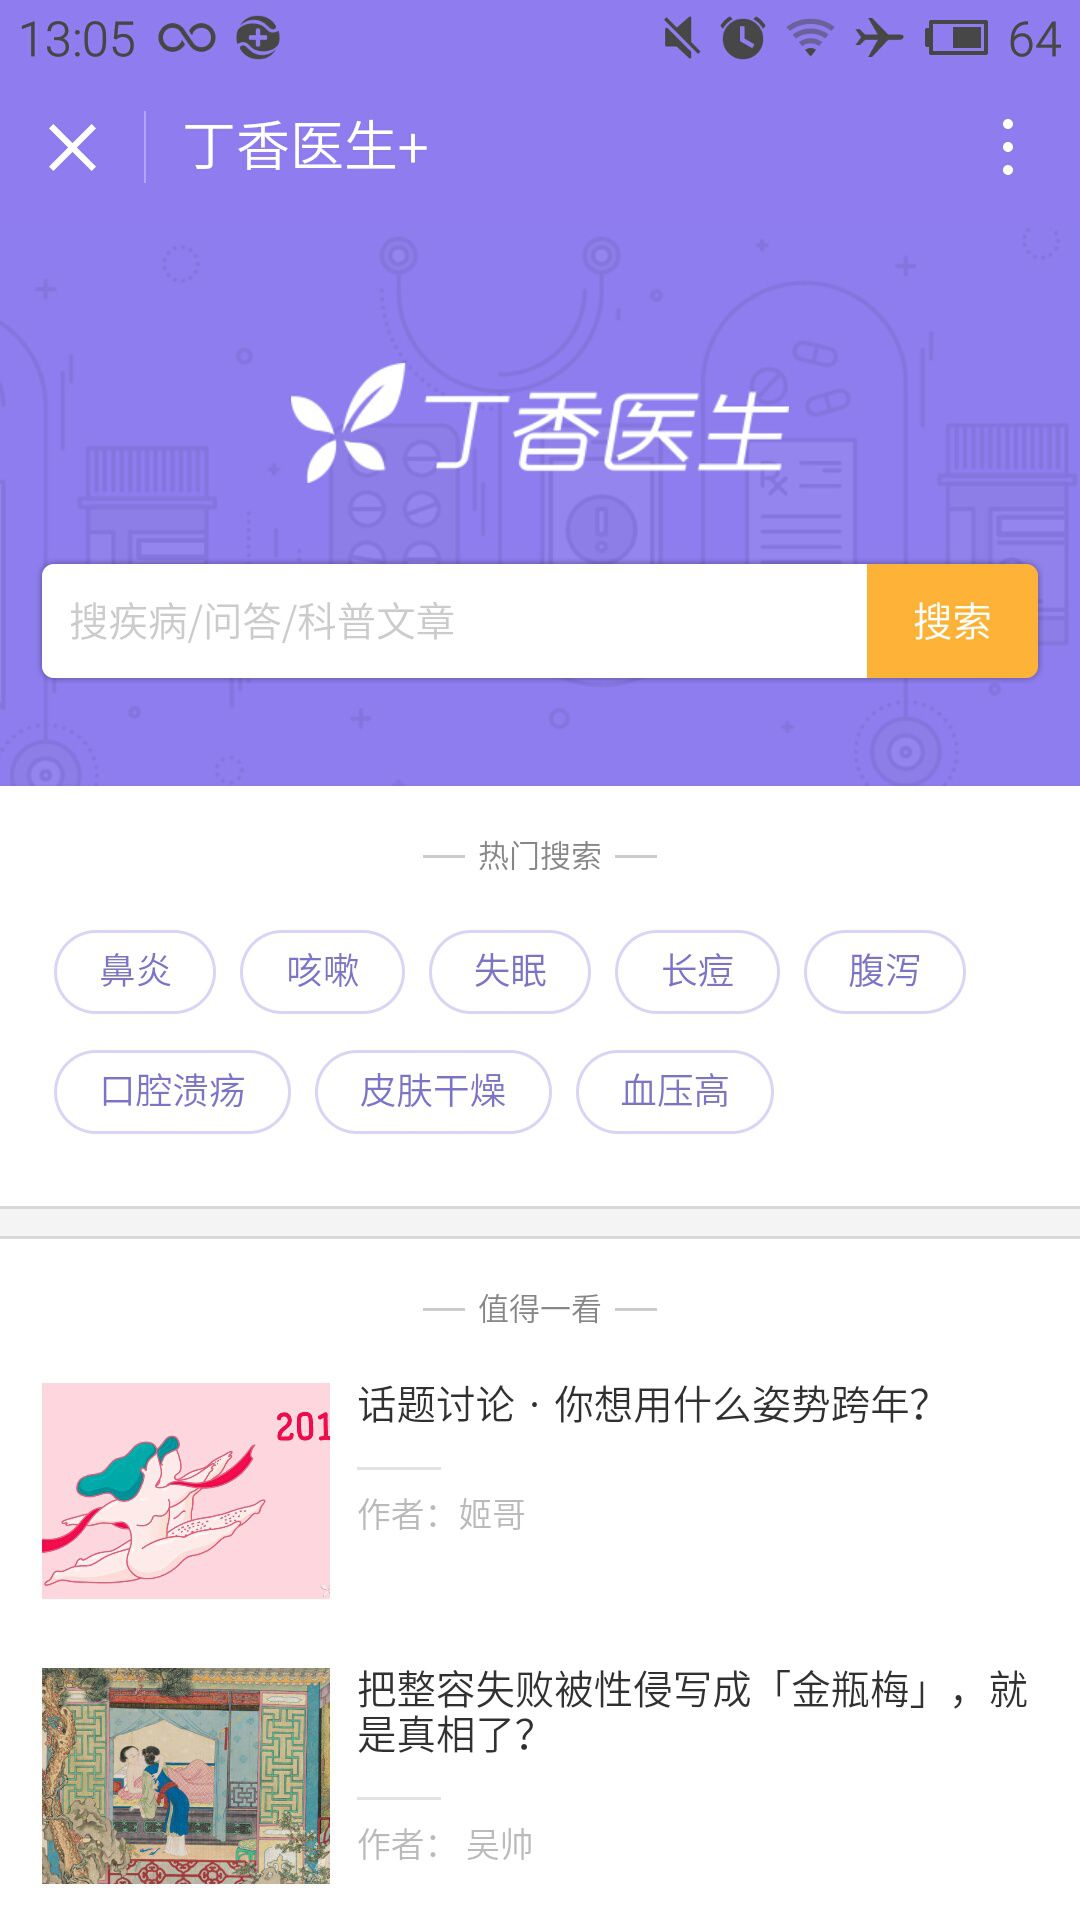 13:05
64
丁香医生+
丁香医生
搜疾病/问答/科普文章
搜索
热门搜索
鼻炎 咳嗽 失眠 长痘 腹泻
口腔溃疡 皮肤干燥 血压高
值得一看
201
话题讨论 · 你想用什么姿势跨年？
作者：姬哥
把整容失败被性侵写成「金瓶梅」，就
是真相了？
作者： 吴帅